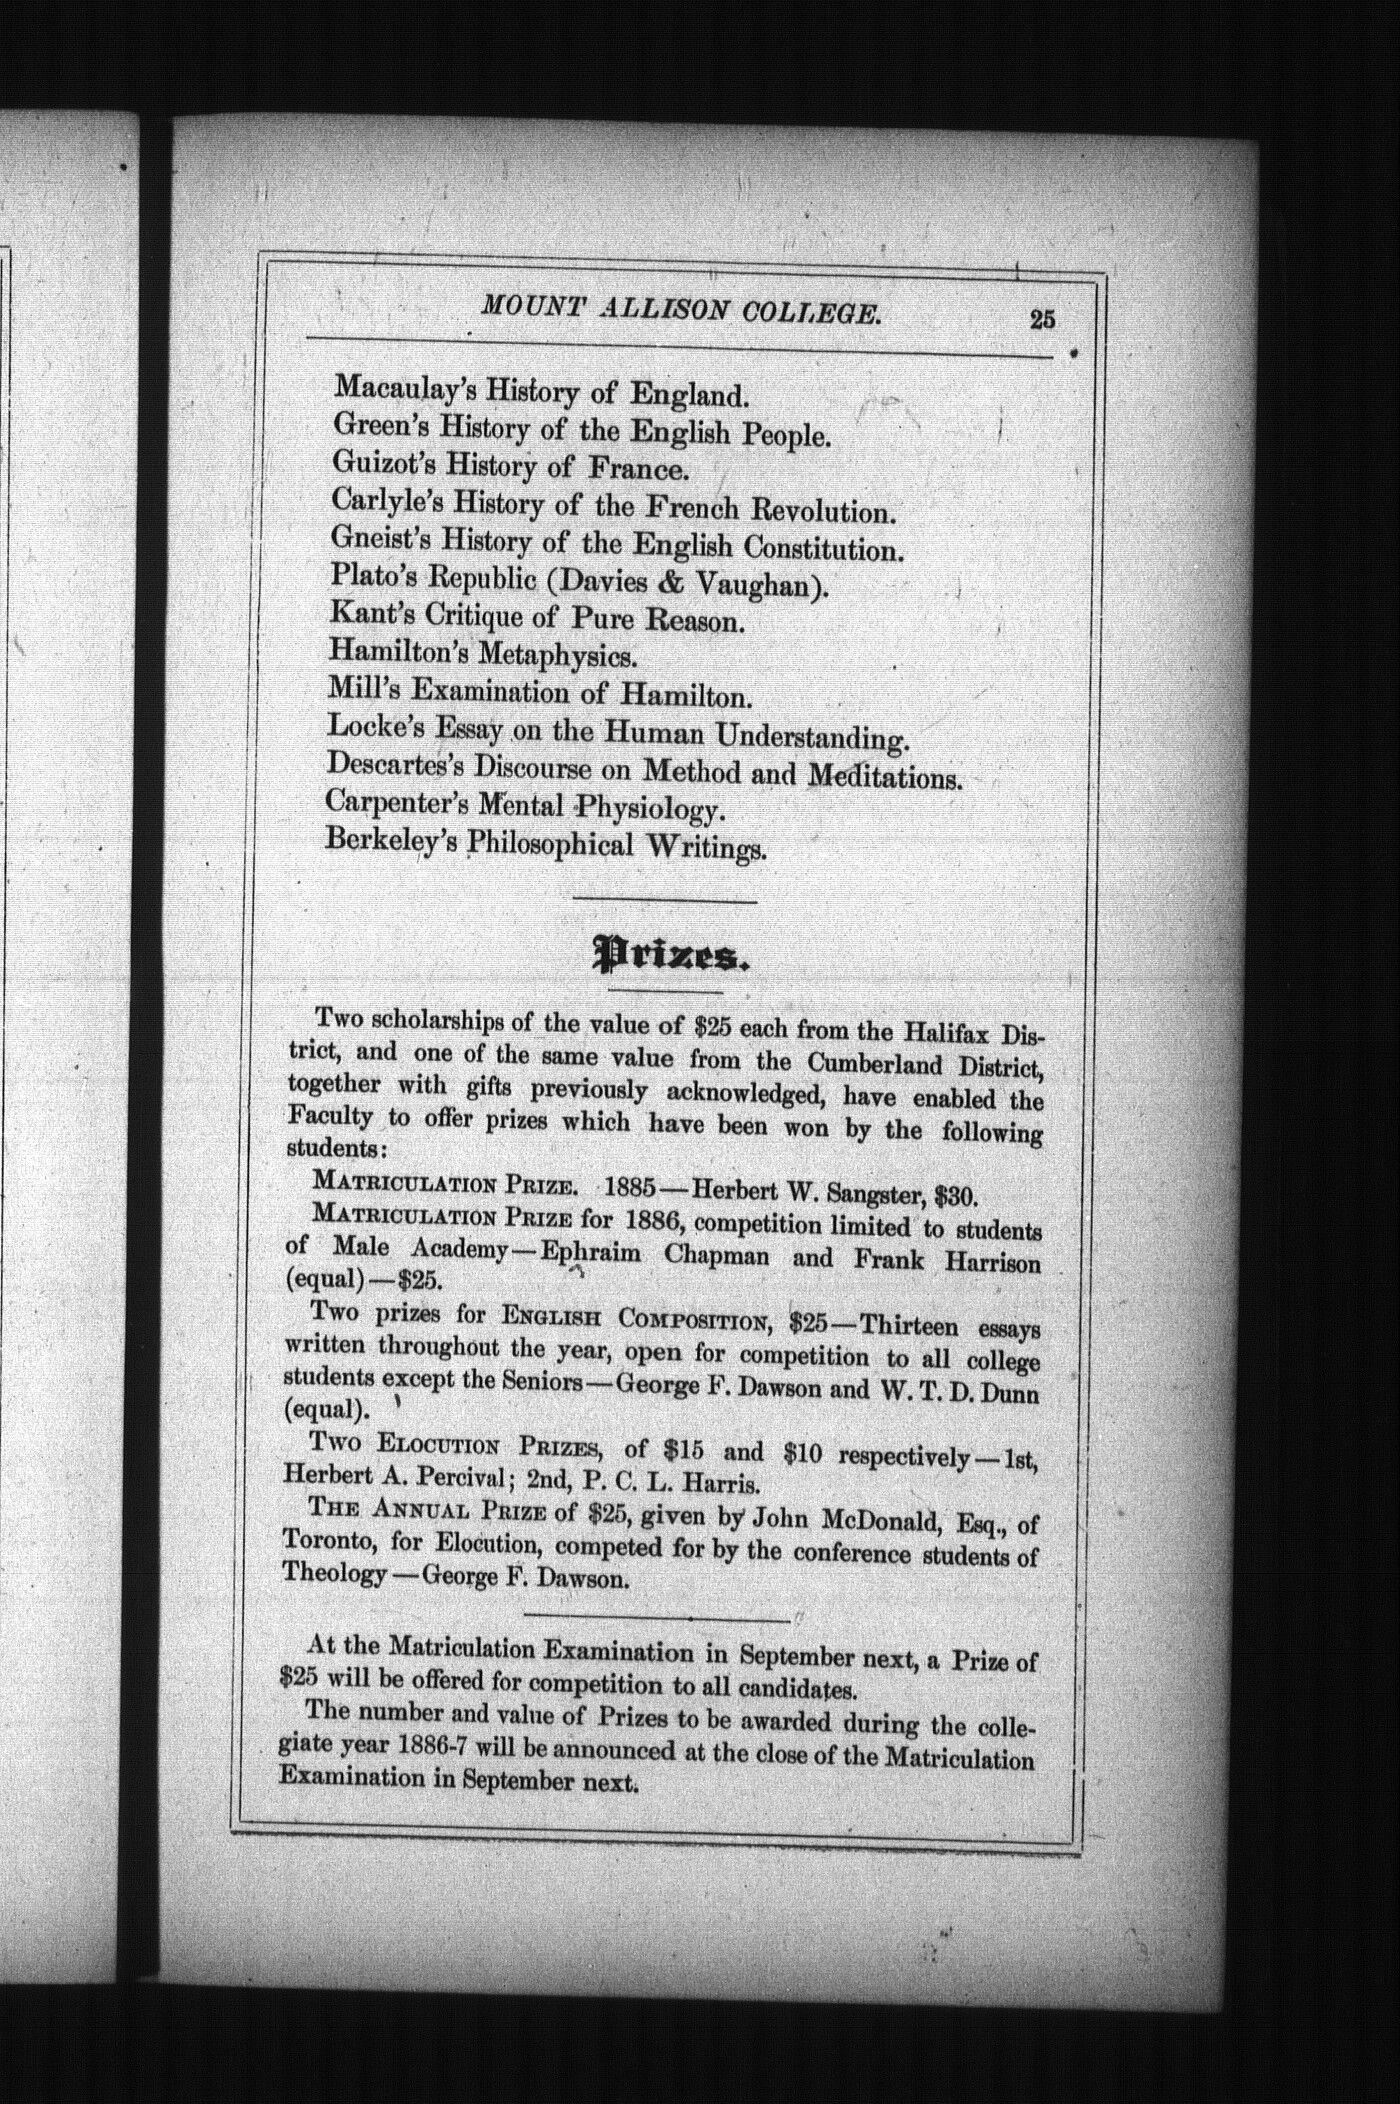 MOUNT ALLISON COLLEGE. 25
Macaulay's History of England.
Green's History of the English People.
Guizot's History of France.
Carlyle's History of the French Revolution.
Gneist's History of the English Constitution.
Plato's Republic (Davies & Vaughan).
Kant's Critique of Pure Reason.
Hamilton's Metaphysics.
Mill's Examination of Hamilton.
Locke's Essay on the Human Understanding.
Descartes's Discourse on Method and Meditations.
Carpenter's Mental Physiology.
Berkeley's Philosophical Writings.
Prizes.
Two scholarships of the value of $25 each from the Halifax Dis-
trict, and one of the same value from the Cumberland District,
together with gifts previously acknowledged, have enabled the
Faculty to offer prizes which have been won by the following
students:
MATRICULATION PRIZE. 1885—Herbert W. Sangster, $30.
MATRICULATION PRIZE for 1886, competition limited to students
of Male Academy—Ephraim Chapman and Frank Harrison
(equal)—$25.
Two prizes for ENGLISH COMPOSITION, $25—Thirteen essays
written throughout the year, open for competition to all college
students except the Seniors—George F. Dawson and W. T. D. Dunn
(equal).
TWO ELOCUTION PRIZES, of $15 and $10 respectively—1st,
Herbert A. Percival; 2nd, P. C. L. Harris.
THE ANNUAL PRIZE of $25, given by John McDonald, Esq., of
Toronto, for Elocution, competed for by the conference students of
Theology—George F. Dawson.
At the Matriculation Examination in September next, a Prize of
$25 will be offered for competition to all candidates.
The number and value of Prizes to be awarded during the colle-
giate year 1886-7 will be announced at the close of the Matriculation
Examination in September next.